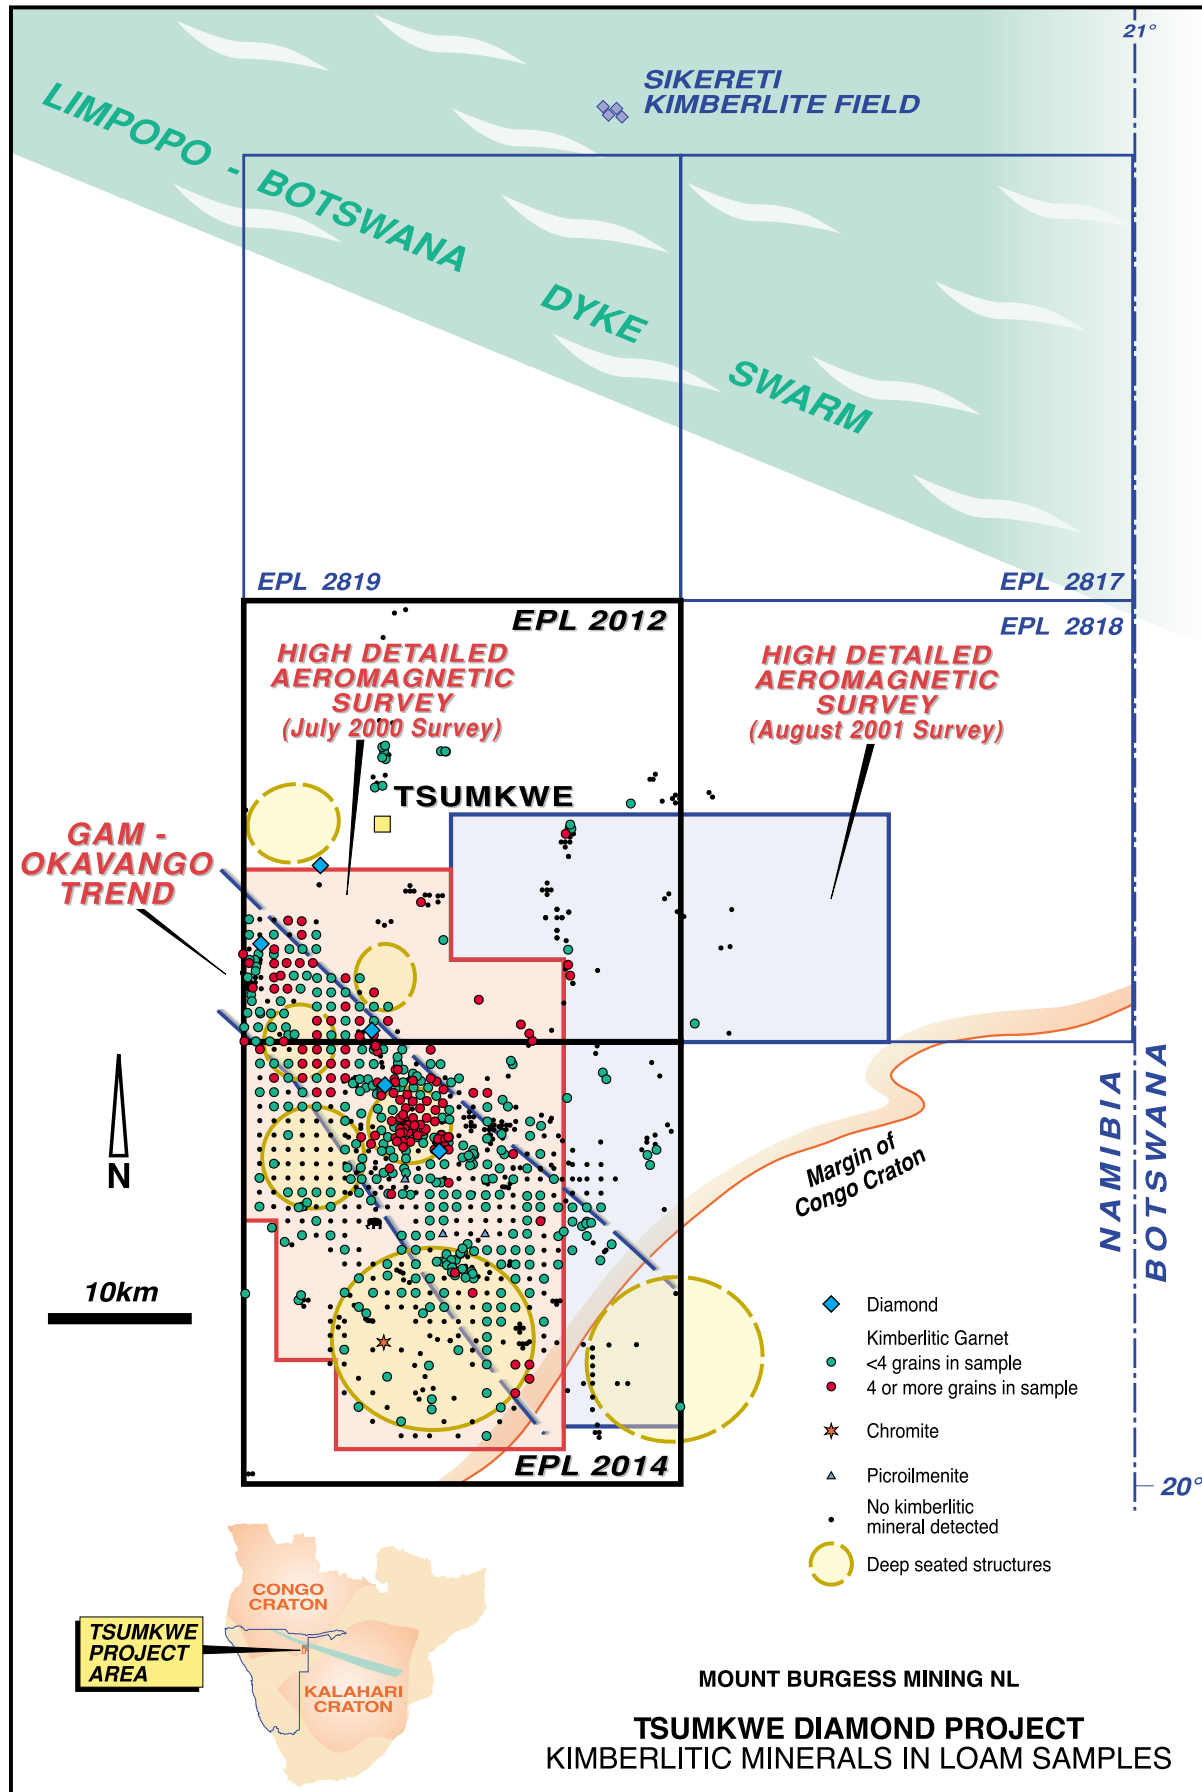 21°
SIKERETI
KIMBERLITE FIELD
LIMPOPO - BOTSWANA DYKE SWARM
EPL 2819
EPL 2817
EPL 2012
EPL 2818
HIGH DETAILED
AEROMAGNETIC
SURVEY
(July 2000 Survey)
HIGH DETAILED
AEROMAGNETIC
SURVEY
(August 2001 Survey)
TSUMKWE
GAM -
OKAVANGO
TREND
N
Margin of
Congo Craton
NAMIBIA
BOTSWANA
10km
Diamond
Kimberlitic Garnet
<4 grains in sample
4 or more grains in sample
Chromite
Picroilmenite
No kimberlitic
mineral detected
Deep seated structures
EPL 2014
20°
CONGO
CRATON
TSUMKWE
PROJECT
AREA
KALAHARI
CRATON
MOUNT BURGESS MINING NL
TSUMKWE DIAMOND PROJECT
KIMBERLITIC MINERALS IN LOAM SAMPLES